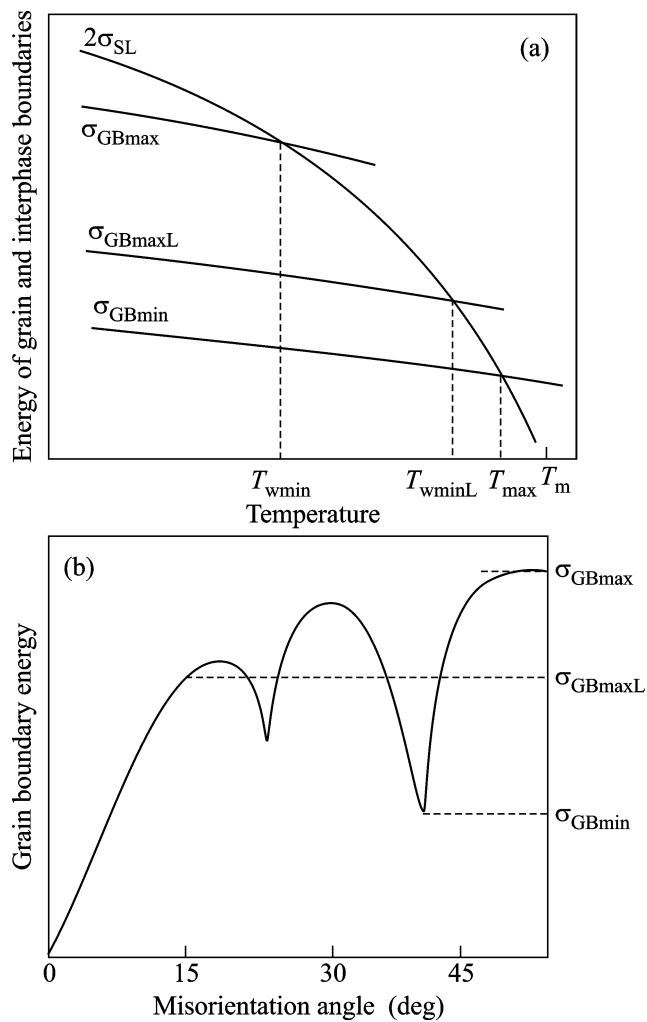 Energy of grain and interphase boundaries
(a)
2σSL
σGBmax
σGBmaxL
σGBmin
Twmin TwminL Tmax Tm
Temperature
Grain boundary energy
(b)
σGBmax
σGBmaxL
σGBmin
0 15 30 45
Misorientation angle (deg)